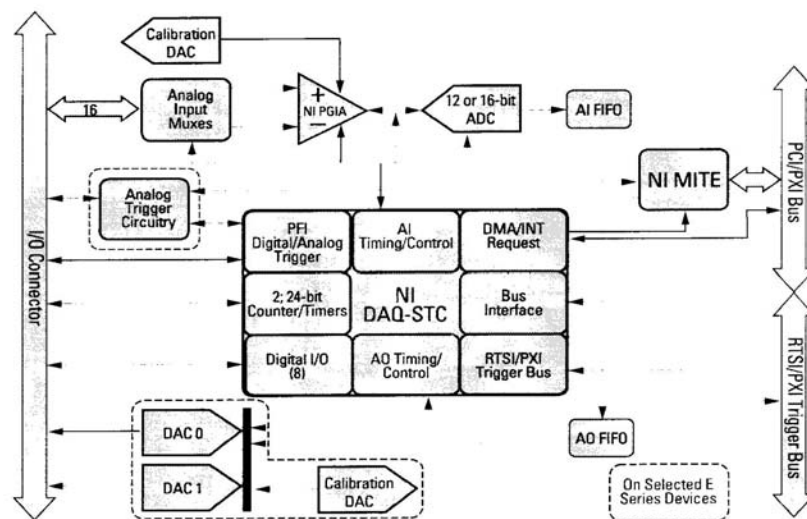 Calibration
DAC
Analog
Input
Muxes
16
+
NI PGIA
−
12 or 16-bit
ADC
AI FIFO
NI MITE
PCI/PXI Bus
I/O Connector
Analog
Trigger
Circuitry
PFI
Digital/Analog
Trigger
AI
Timing/Control
DMA/INT
Request
2; 24-bit
Counter/Timers
NI
DAQ-STC
Bus
Interface
Digital I/O
(8)
AO Timing/
Control
RTSI/PXI
Trigger Bus
RTSI/PXI Trigger Bus
DAC 0
DAC 1
Calibration
DAC
AO FIFO
On Selected E
Series Devices